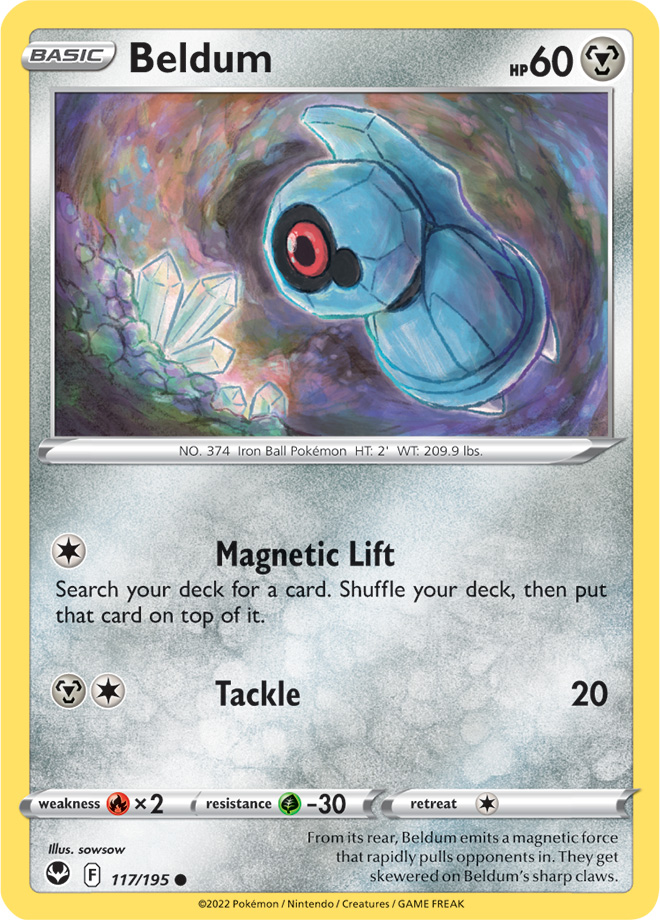 BASIC Beldum HP60
NO. 374 Iron Ball Pokémon HT: 2' WT: 209.9 lbs.
Magnetic Lift
Search your deck for a card. Shuffle your deck, then put
that card on top of it.
Tackle 20
weakness ×2 resistance -30 retreat
Illus. sowsow
F 117/195
From its rear, Beldum emits a magnetic force
that rapidly pulls opponents in. They get
skewered on Beldum's sharp claws.
©2022 Pokémon / Nintendo / Creatures / GAME FREAK